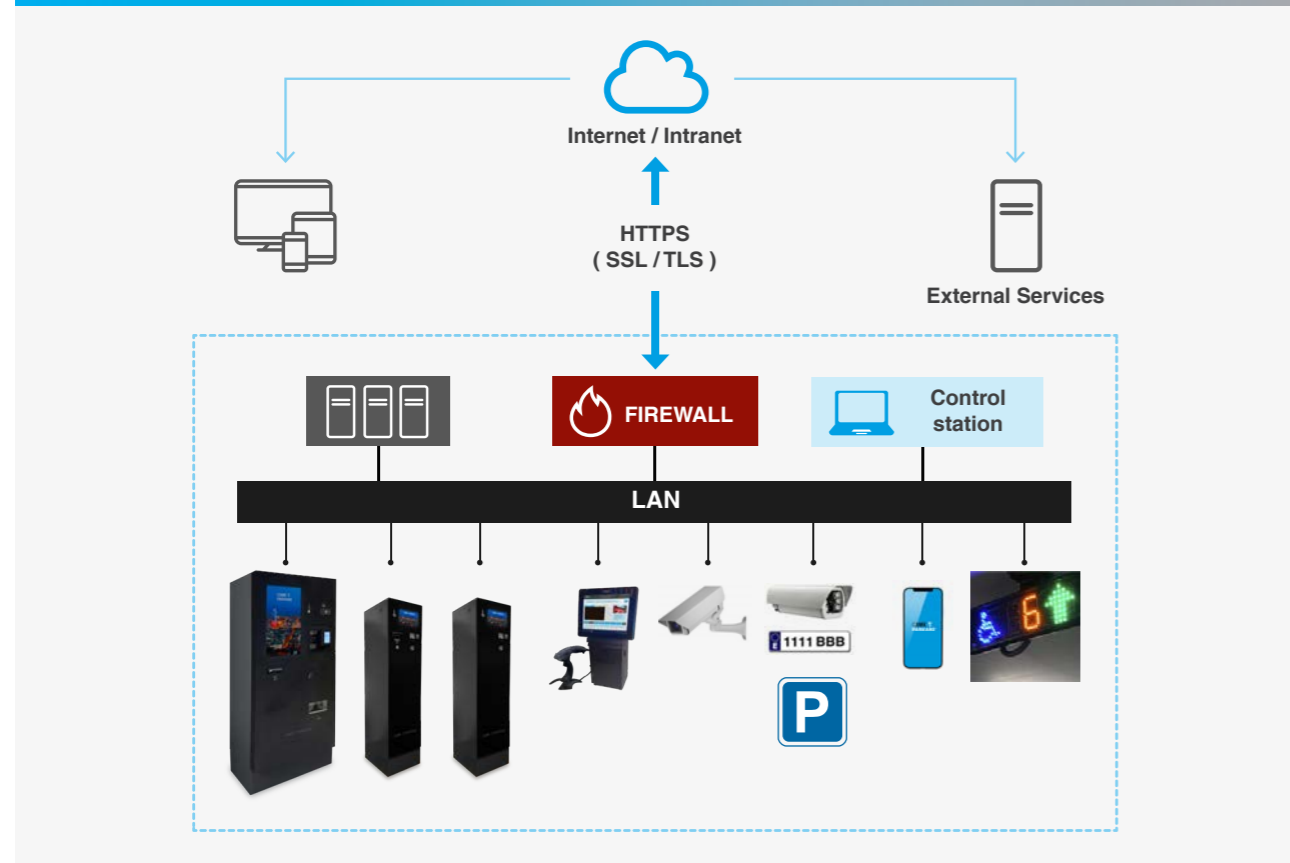 Internet / Intranet
HTTPS
( SSL / TLS )
External Services
FIREWALL
Control
station
LAN
E 1111 BBB
P
6